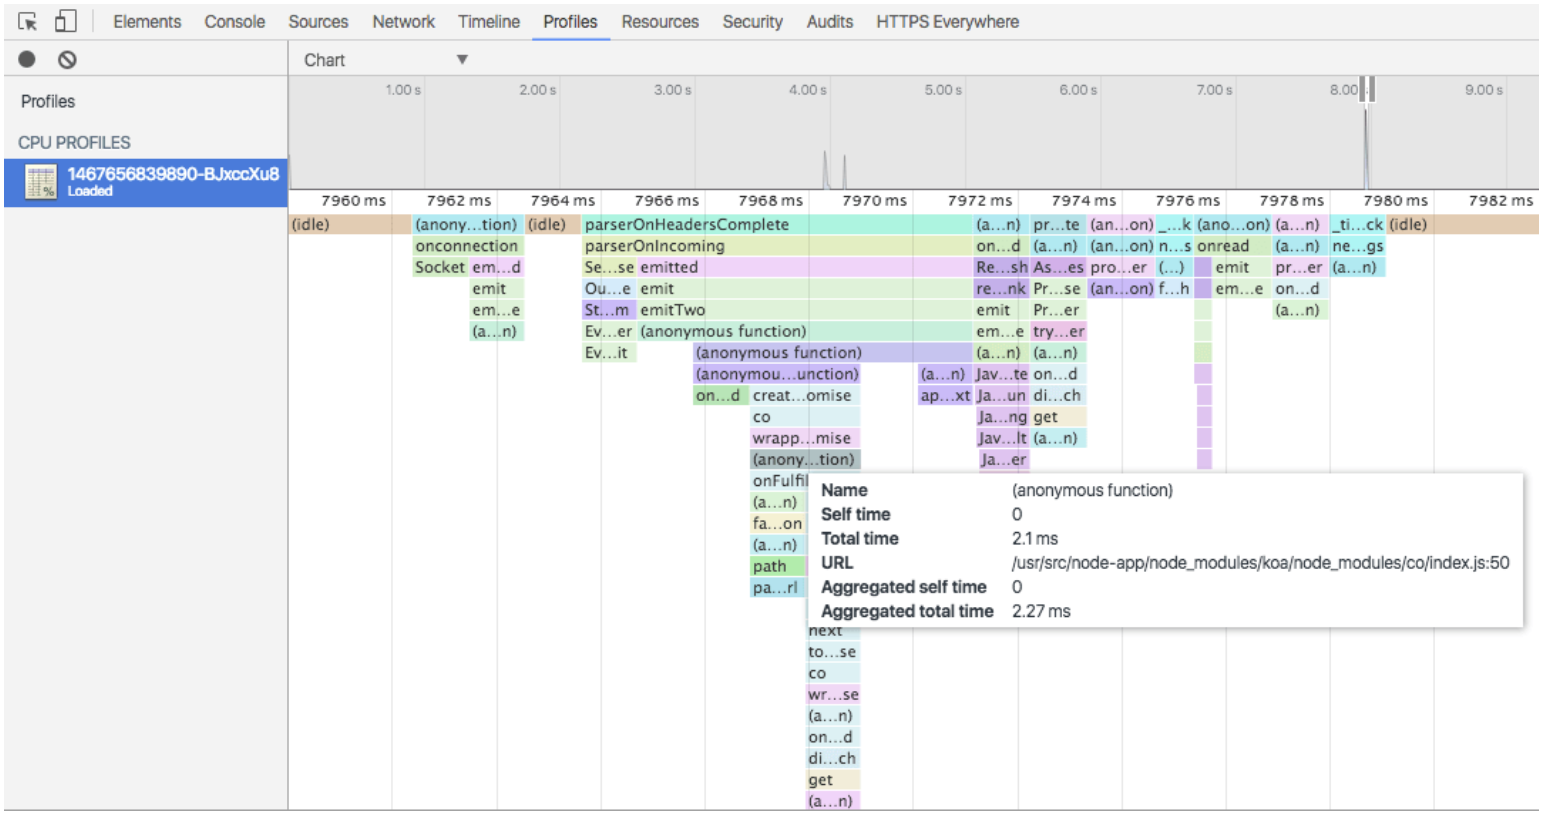 Elements Console Sources Network Timeline Profiles Resources Security Audits HTTPS Everywhere
Chart ▼
Profiles
CPU PROFILES
1467656839890-BJxccXu8
Loaded
1.00 s 2.00 s 3.00 s 4.00 s 5.00 s 6.00 s 7.00 s 8.00 9.00 s
7960 ms 7962 ms 7964 ms 7966 ms 7968 ms 7970 ms 7972 ms 7974 ms 7976 ms 7978 ms 7980 ms 7982 ms
(idle) (anony...tion) (idle) parserOnHeadersComplete (a...n) pr...te (an...on) _...k (ano...on) (a...n) _ti...ck (idle)
onconnection parserOnIncoming on...d (a...n) (an...on) n...s onread (a...n) ne...gs
Socket em...d Se...se emitted Re...sh As...es pro...er (...) emit pr...er (a...n)
emit Ou...e emit re...nk Pr...se (an...on) f...h em...e on...d
em...e St...m emitTwo emit Pr...er (a...n)
(a...n) Ev...er (anonymous function) em...e try...er
Ev...it (anonymous function) (a...n) (a...n)
(anonymou...unction) (a...n) Jav...te on...d
on...d creat...omise ap...xt Ja...un di...ch
co Ja...ng get
wrapp...mise Jav...lt (a...n)
(anony...tion) Ja...er
onFulfil
(a...n)
fa...on
(a...n)
path
pa...rl
Name (anonymous function)
Self time 0
Total time 2.1 ms
URL /usr/src/node-app/node_modules/koa/node_modules/co/index.js:50
Aggregated self time 0
Aggregated total time 2.27 ms
next
to...se
co
wr...se
(a...n)
on...d
di...ch
get
(a...n)